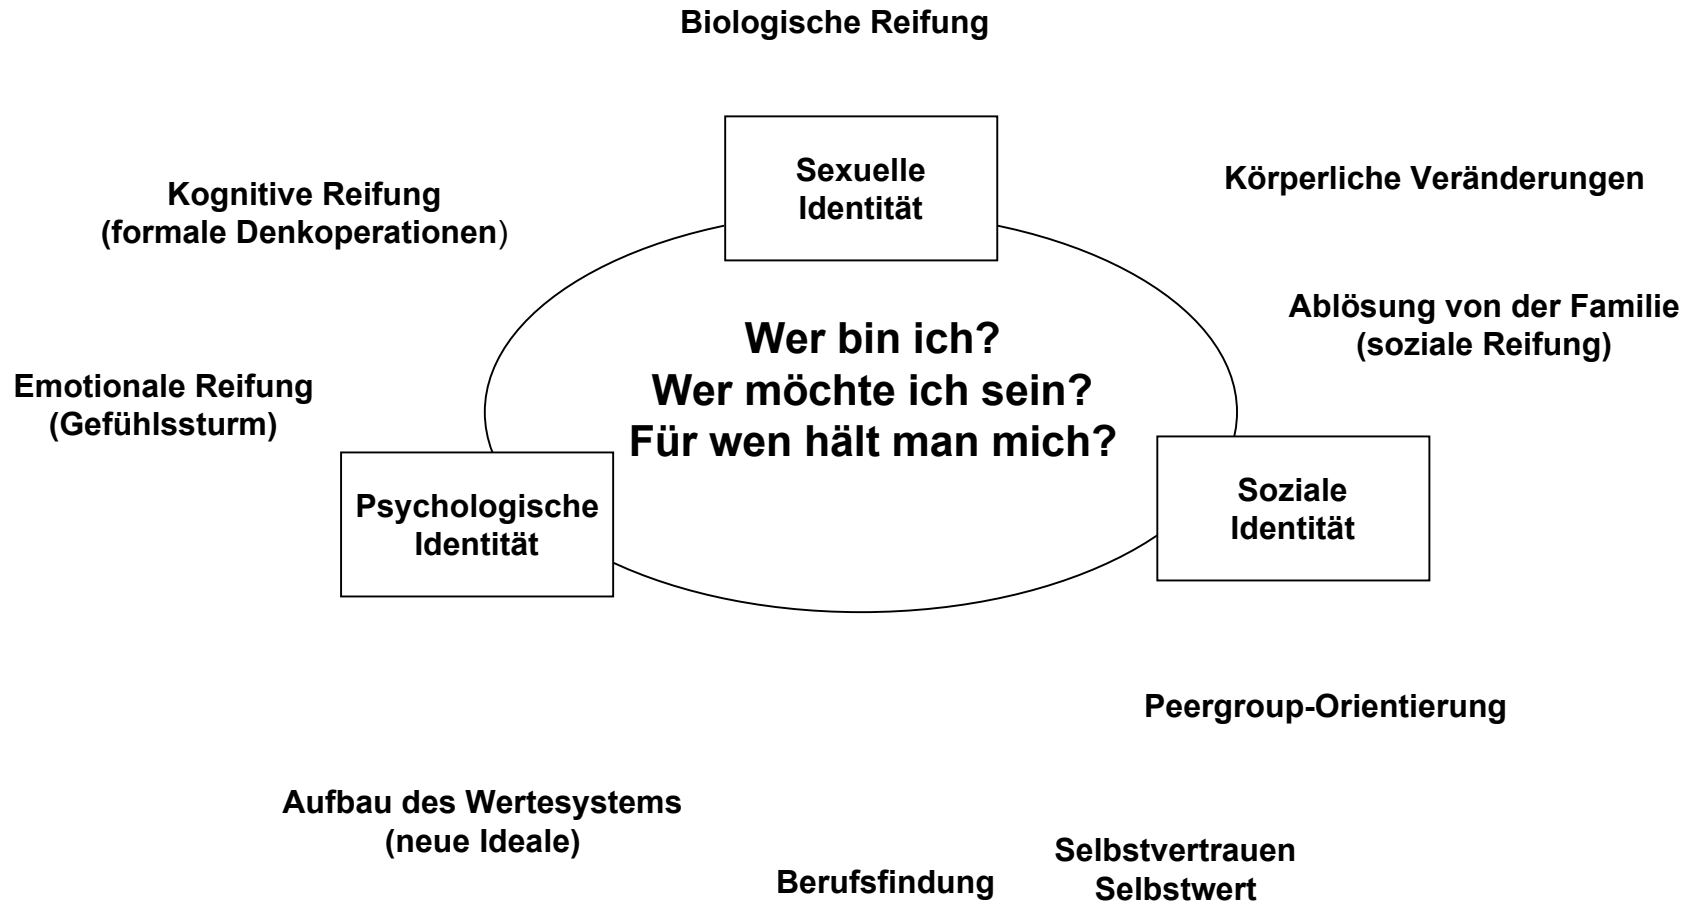 Biologische Reifung
Sexuelle
Identität
Körperliche Veränderungen
Kognitive Reifung
(formale Denkoperationen)
Ablösung von der Familie
(soziale Reifung)
Wer bin ich?
Wer möchte ich sein?
Für wen hält man mich?
Emotionale Reifung
(Gefühlssturm)
Psychologische
Identität
Soziale
Identität
Peergroup-Orientierung
Aufbau des Wertesystems
(neue Ideale)
Berufsfindung
Selbstvertrauen
Selbstwert